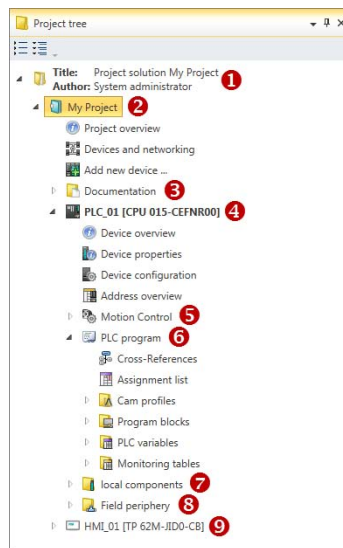 Project tree
Title: Project solution My Project 1
Author: System administrator
My Project 2
Project overview
Devices and networking
Add new device ...
Documentation 3
PLC_01 [CPU 015-CEFNR00] 4
Device overview
Device properties
Device configuration
Address overview
Motion Control 5
PLC program 6
Cross-References
Assignment list
Cam profiles
Program blocks
PLC variables
Monitoring tables
local components 7
Field periphery 8
HMI_01 [TP 62M-JID0-CB] 9